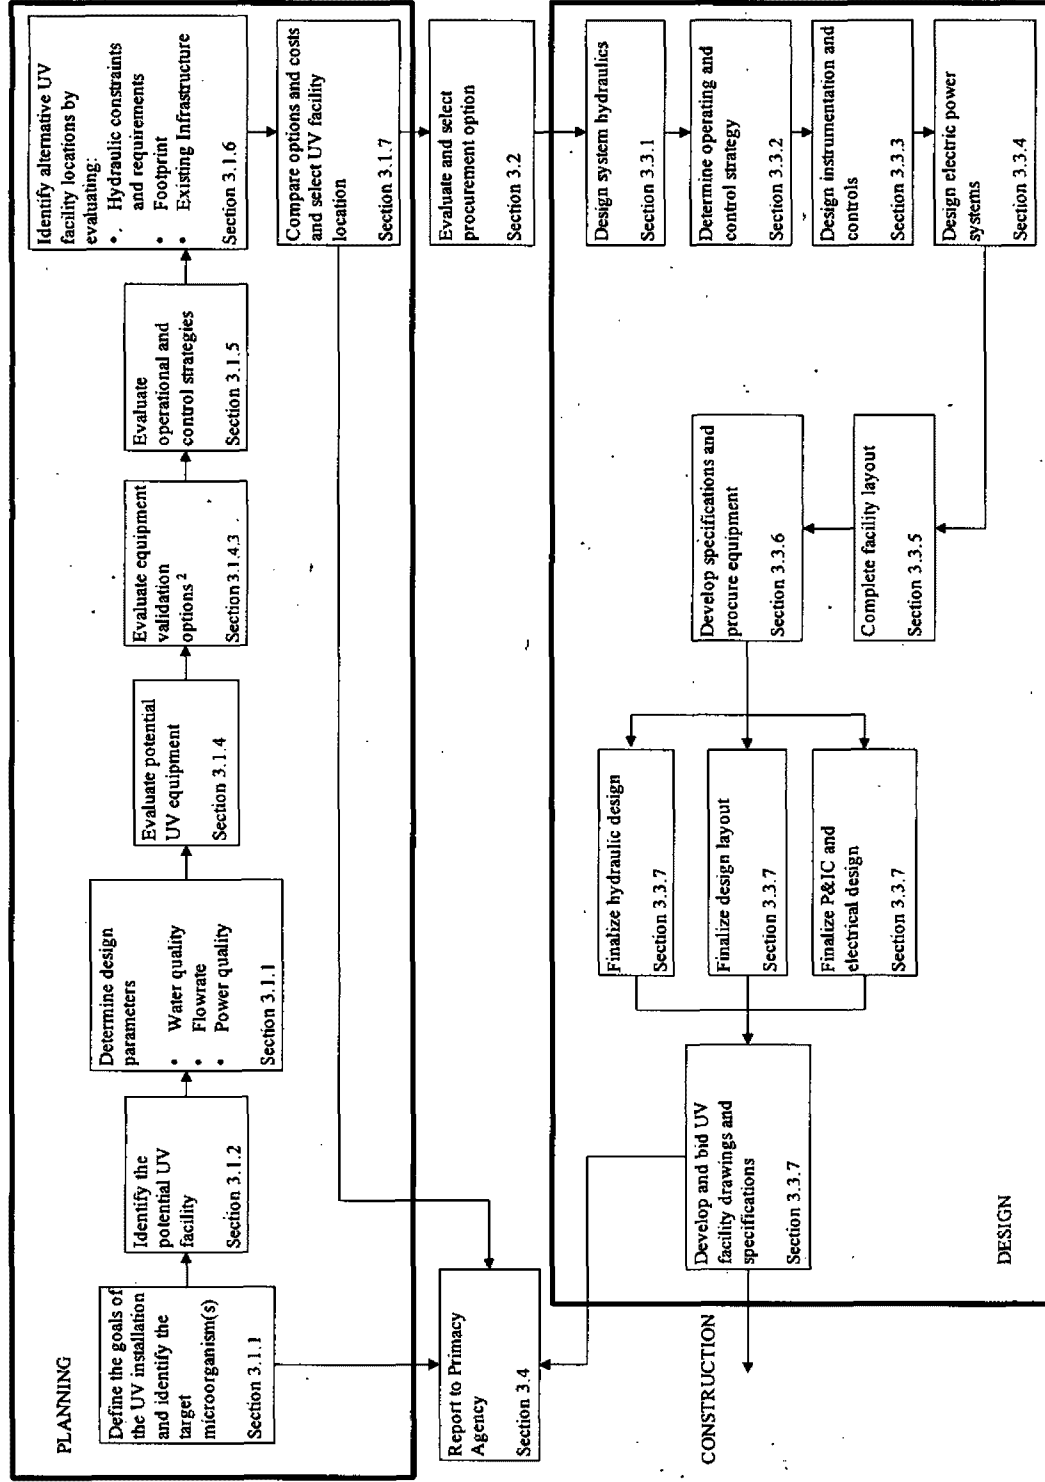 PLANNING
Define the goals of
the UV installation
and identify the
target
microorganism(s)
Section 3.1.1
Identify the
potential UV
facility
Section 3.1.2
Determine design
parameters
• Water quality
• Flowrate
• Power quality
Section 3.1.1
Evaluate potential
UV equipment
Section 3.1.4
Evaluate equipment
validation
options 2
Section 3.1.4.3
Evaluate
operational and
control strategies
Section 3.1.5
Identify alternative UV
facility locations by
evaluating:
• Hydraulic constraints
and requirements
• Footprint
• Existing Infrastructure
Section 3.1.6
Compare options and costs
and select UV facility
location
Section 3.1.7
Report to Primacy
Agency
Section 3.4
Evaluate and select
procurement option
Section 3.2
Design system hydraulics
Section 3.3.1
Determine operating and
control strategy
Section 3.3.2
Design instrumentation and
controls
Section 3.3.3
Design electric power
systems
Section 3.3.4
Complete facility layout
Section 3.3.5
Develop specifications and
procure equipment
Section 3.3.6
Finalize hydraulic design
Section 3.3.7
Finalize design layout
Section 3.3.7
Finalize P&IC and
electrical design
Section 3.3.7
Develop and bid UV
facility drawings and
specifications
Section 3.3.7
CONSTRUCTION
DESIGN